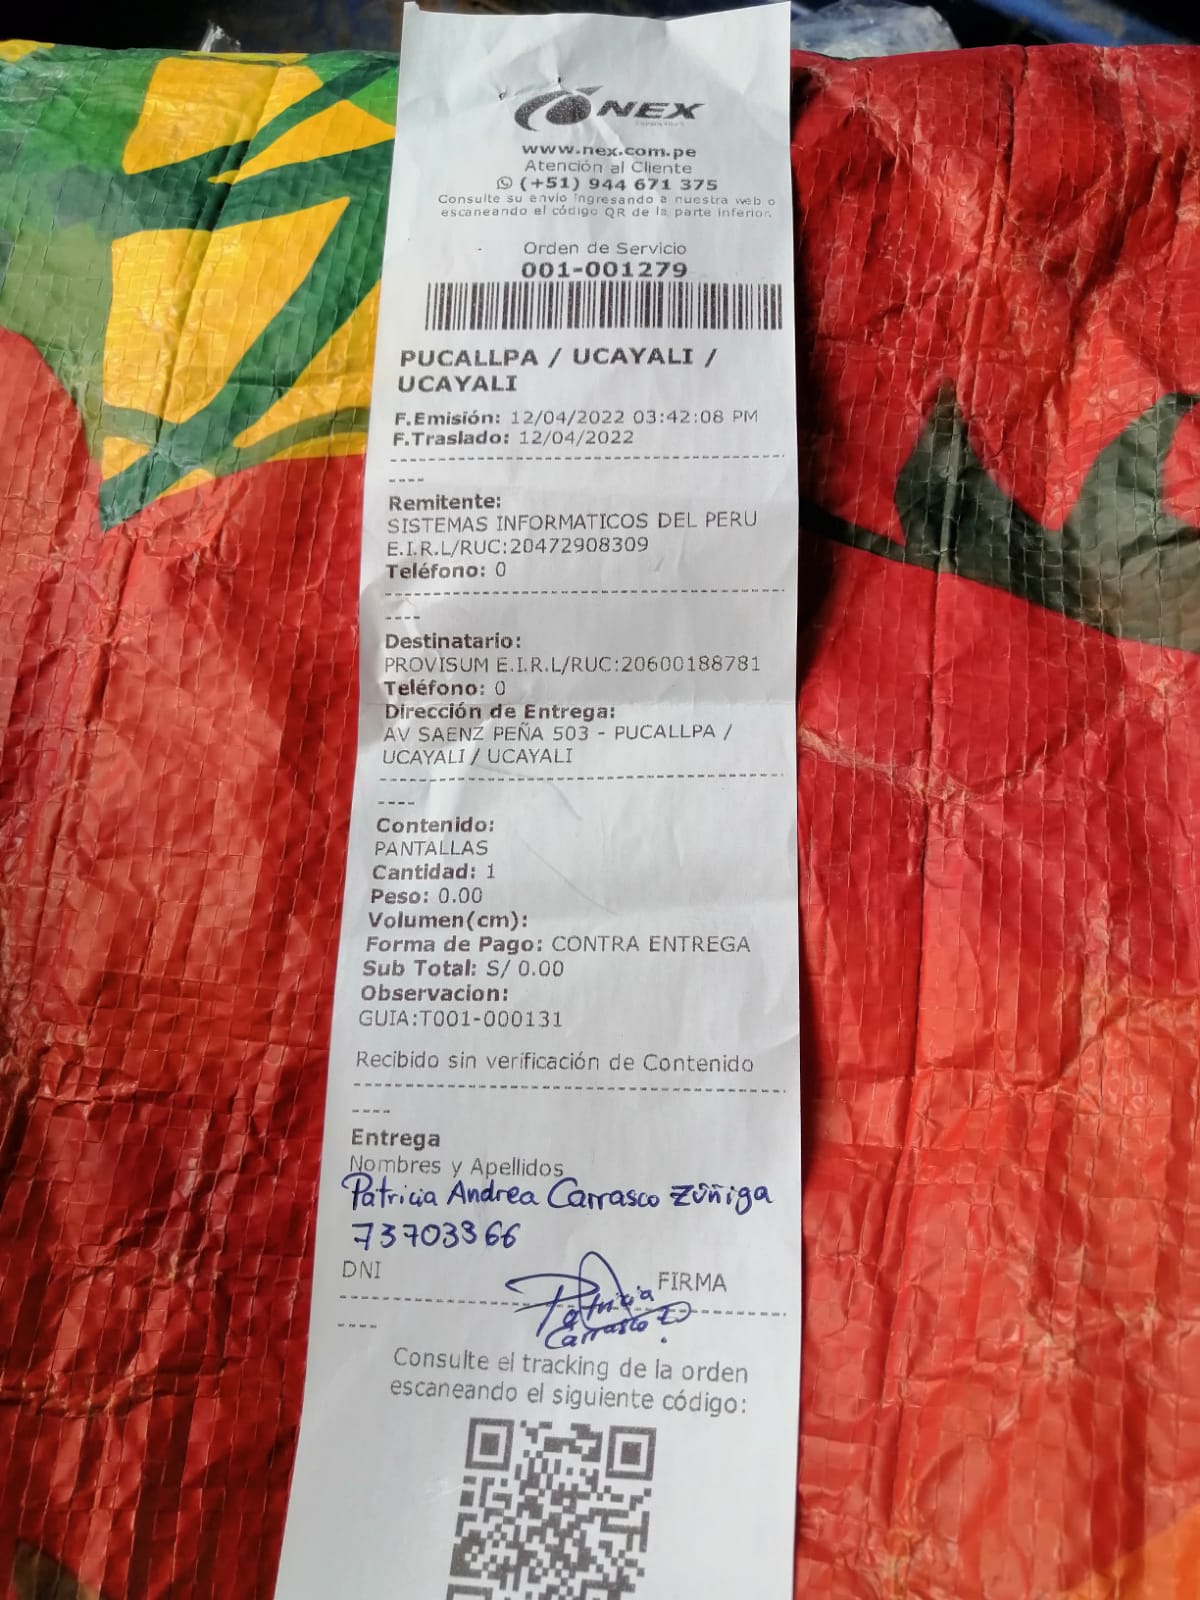 NEX
www.nex.com.pe
Atención al Cliente
(+51) 944 671 375
Consulte su envío ingresando a nuestra web o
escaneando el código QR de la parte inferior.
Orden de Servicio
001-001279
PUCALLPA / UCAYALI /
UCAYALI
F.Emisión: 12/04/2022 03:42:08 PM
F.Traslado: 12/04/2022
----
Remitente:
SISTEMAS INFORMATICOS DEL PERU
E.I.R.L/RUC:20472908309
Teléfono: 0
----
Destinatario:
PROVISUM E.I.R.L/RUC:20600188781
Teléfono: 0
Dirección de Entrega:
AV SAENZ PEÑA 503 - PUCALLPA /
UCAYALI / UCAYALI
----
Contenido:
PANTALLAS
Cantidad: 1
Peso: 0.00
Volumen(cm):
Forma de Pago: CONTRA ENTREGA
Sub Total: S/ 0.00
Observacion:
GUIA:T001-000131
Recibido sin verificación de Contenido
----
Entrega
Nombres y Apellidos
Patricia Andrea Carrasco Zúñiga
73703366
DNI FIRMA
Patricia
Carrasco Z.
----
Consulte el tracking de la orden
escaneando el siguiente código: